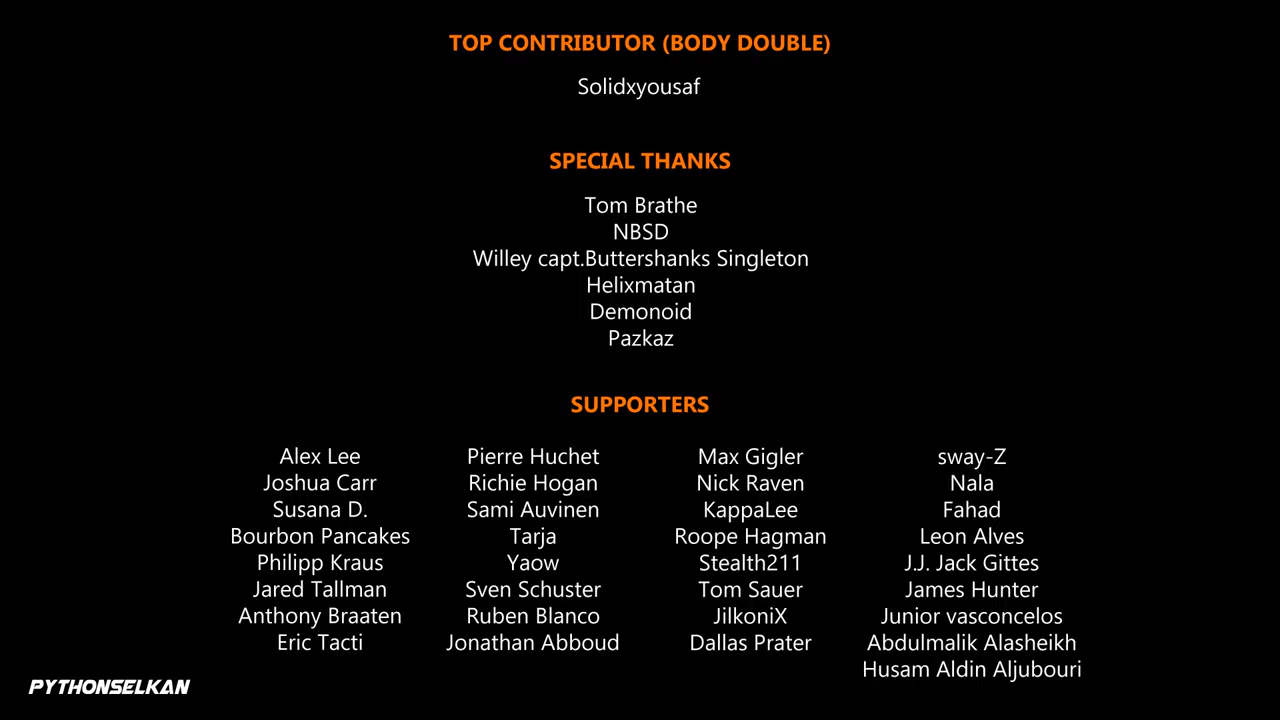 TOP CONTRIBUTOR (BODY DOUBLE)
Solidxyousaf
SPECIAL THANKS
Tom Brathe
NBSD
Willey capt.Buttershanks Singleton
Helixmatan
Demonoid
Pazkaz
SUPPORTERS
Alex Lee
Joshua Carr
Susana D.
Bourbon Pancakes
Philipp Kraus
Jared Tallman
Anthony Braaten
Eric Tacti
Pierre Huchet
Richie Hogan
Sami Auvinen
Tarja
Yaow
Sven Schuster
Ruben Blanco
Jonathan Abboud
Max Gigler
Nick Raven
KappaLee
Roope Hagman
Stealth211
Tom Sauer
JilkoniX
Dallas Prater
sway-Z
Nala
Fahad
Leon Alves
J.J. Jack Gittes
James Hunter
Junior vasconcelos
Abdulmalik Alasheikh
Husam Aldin Aljubouri
PYTHONSELKAN